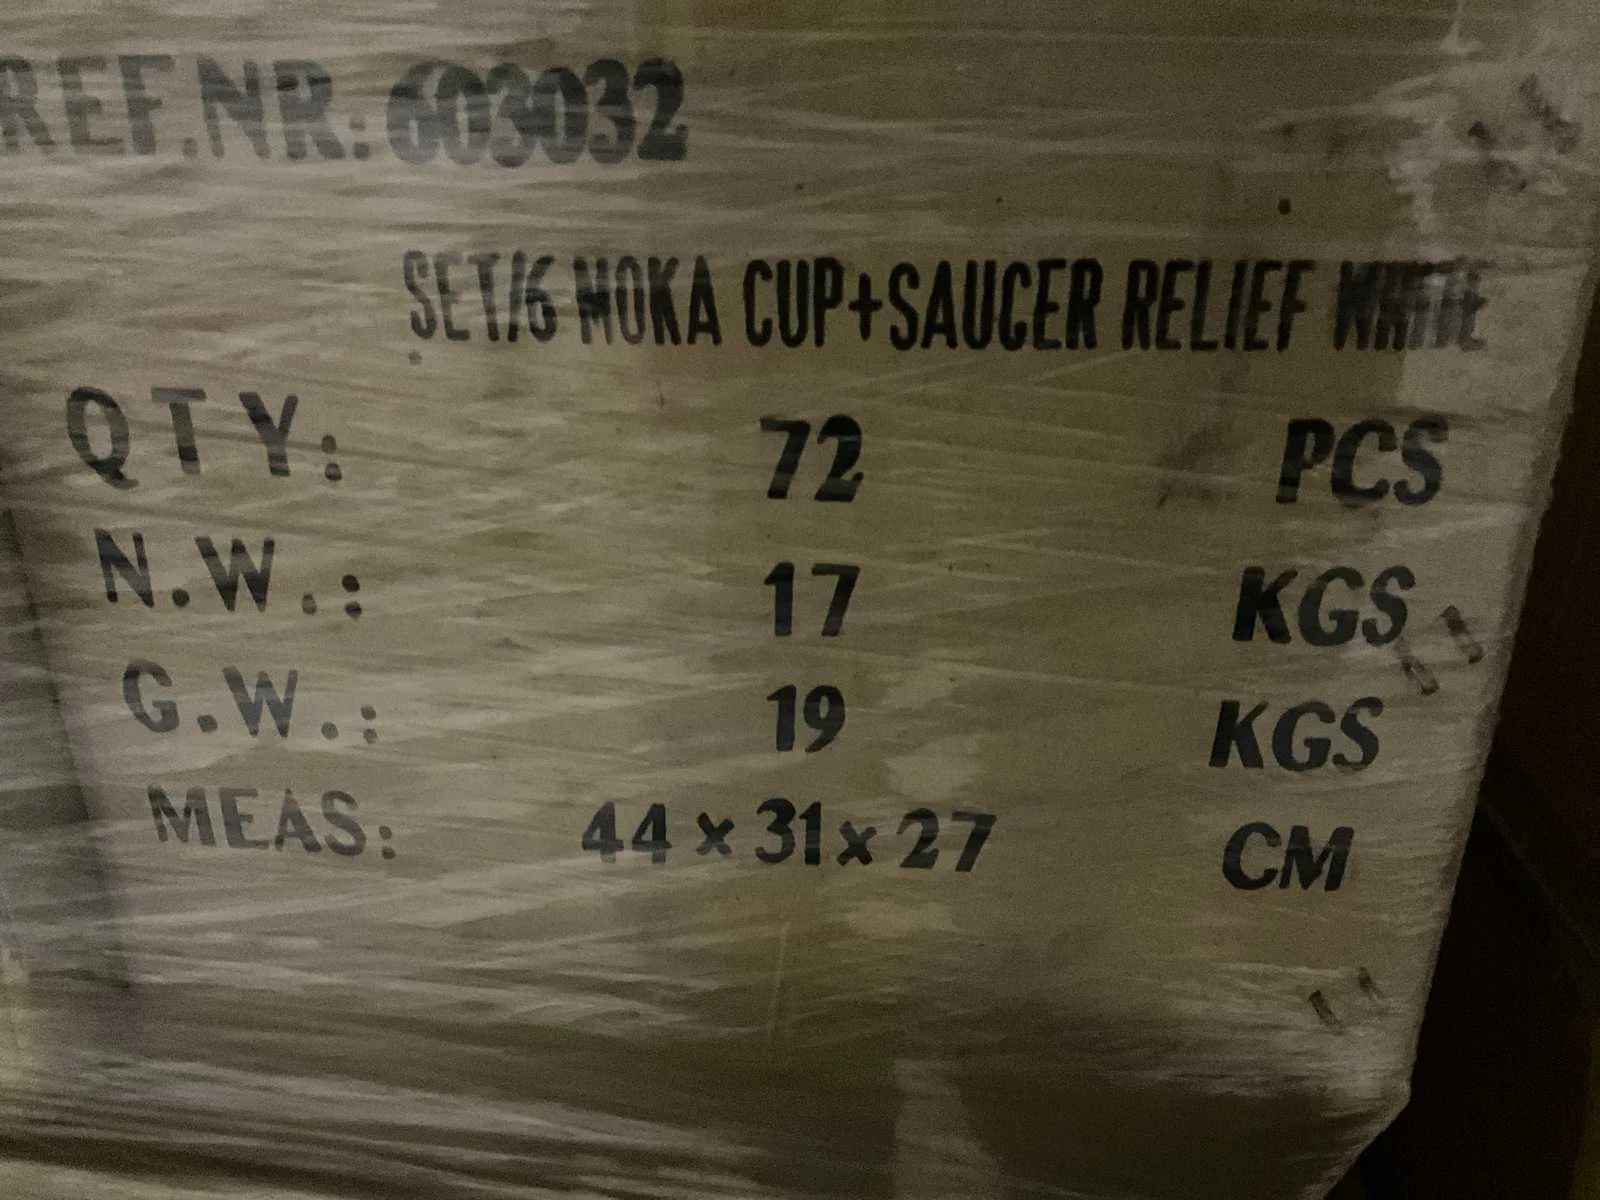 REF.NR:603032
SET/6 MOKA CUP+SAUCER RELIEF WHITE
QTY: 72 PCS
N.W.: 17 KGS
G.W.: 19 KGS
MEAS: 44 x 31 x 27 CM